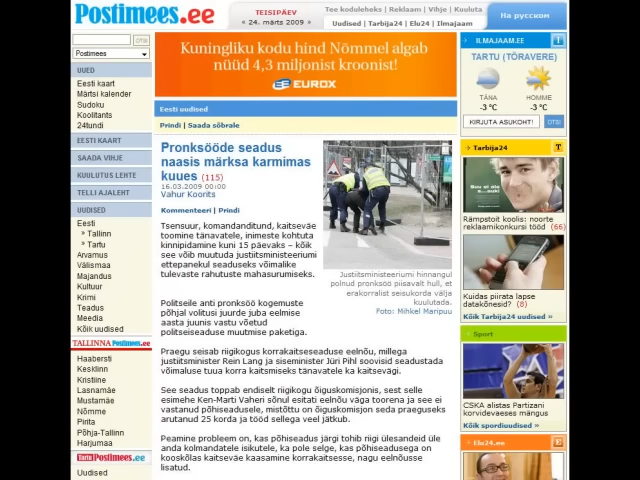 Postimees.ee
TEISIPÄEV
« 24. märts 2009 »
Tee koduleheks | Reklaam | Vihje | Kuuluta
Uudised | Tarbija24 | Elu24 | Ilmajaam
На русском
OTSI
Postimees
UUED
Eesti kaart
Märtsi kalender
Sudoku
Koolitants
24tundi
EESTI KAART
SAADA VIHJE
KUULUTUS LEHTE
TELLI AJALEHT
UUDISED
Eesti
» Tallinn
» Tartu
Arvamus
Välismaa
Majandus
Kultuur
Krimi
Teadus
Meedia
Kõik uudised
TALLINNA Postimees.ee
Haabersti
Kesklinn
Kristiine
Lasnamäe
Mustamäe
Nõmme
Pirita
Põhja-Tallinn
Harjumaa
Tartu Postimees.ee
Uudised
Kuningliku kodu hind Nõmmel algab
nüüd 4,3 miljonist kroonist!
EUROX
Eesti uudised
Prindi | Saada sõbrale
Pronksööde seadus
naasis märksa karmimas
kuues (115)
16.03.2009 00:00
Vahur Koorits
Kommenteeri | Prindi
Tsensuur, komandanditund, kaitseväe
toomine tänavatele, inimeste kohtuta
kinnipidamine kuni 15 päevaks – kõik
see võib muutuda justiitsministeeriumi
ettepanekul seaduseks võimalike
tulevaste rahutuste mahasurumiseks.
Justiitsministeeriumi hinnangul
polnud pronksöö piisavalt hull, et
erakorralist seisukorda välja
kuulutada.
Foto: Mihkel Maripuu
Politseile anti pronksöö kogemuste
põhjal volitusi juurde juba eelmise
aasta juunis vastu võetud
politseiseaduse muutmise paketiga.
Praegu seisab riigikogus korrakaitseseaduse eelnõu, millega
justiitsminister Rein Lang ja siseminister Jüri Pihl soovisid seadustada
võimaluse tuua korra kaitsmiseks tänavatele ka kaitsevägi.
See seadus toppab endiselt riigikogu õiguskomisjonis, sest selle
esimehe Ken-Marti Vaheri sõnul esitati eelnõu väga toorena ja see ei
vastanud põhiseadusele, mistõttu on õiguskomisjon seda praeguseks
arutanud 25 korda ja tööd sellega veel jätkub.
Peamine probleem on, kas põhiseadus järgi tohib riigi ülesandeid üle
anda kolmandatele isikutele, ka pole selge, kas põhiseadusega on
kooskõlas kaitseväe kaasamine korrakaitsesse, nagu eelnõusse
lisatud.
ILMAJAAM.EE
TARTU (TÕRAVERE)
TÄNA
-3 °C
HOMME
-3 °C
KIRJUTA ASUKOHT!
OTSI
Tarbija24
T
Rämpstoit koolis: noorte
reklaamikonkursi tööd (66)
Kuidas piirata lapse
datakõnesid? (6)
Kõik Tarbija24 uudised »
Sport
CSKA alistas Partizani
korvidevaeses mängus
Kõik spordiuudised »
Elu24.ee